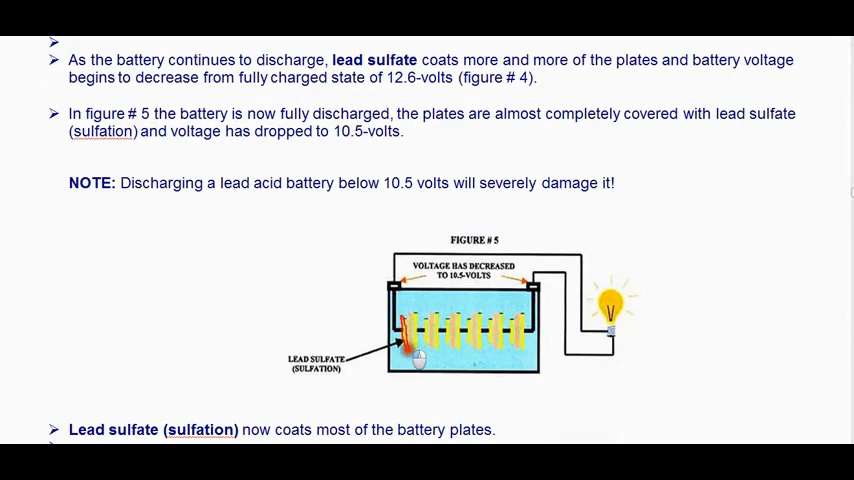 As the battery continues to discharge, lead sulfate coats more and more of the plates and battery voltage
begins to decrease from fully charged state of 12.6-volts (figure # 4).
In figure # 5 the battery is now fully discharged, the plates are almost completely covered with lead sulfate
(sulfation) and voltage has dropped to 10.5-volts.
NOTE: Discharging a lead acid battery below 10.5 volts will severely damage it!
FIGURE # 5
VOLTAGE HAS DECREASED
TO 10.5-VOLTS
LEAD SULFATE
(SULFATION)
Lead sulfate (sulfation) now coats most of the battery plates.